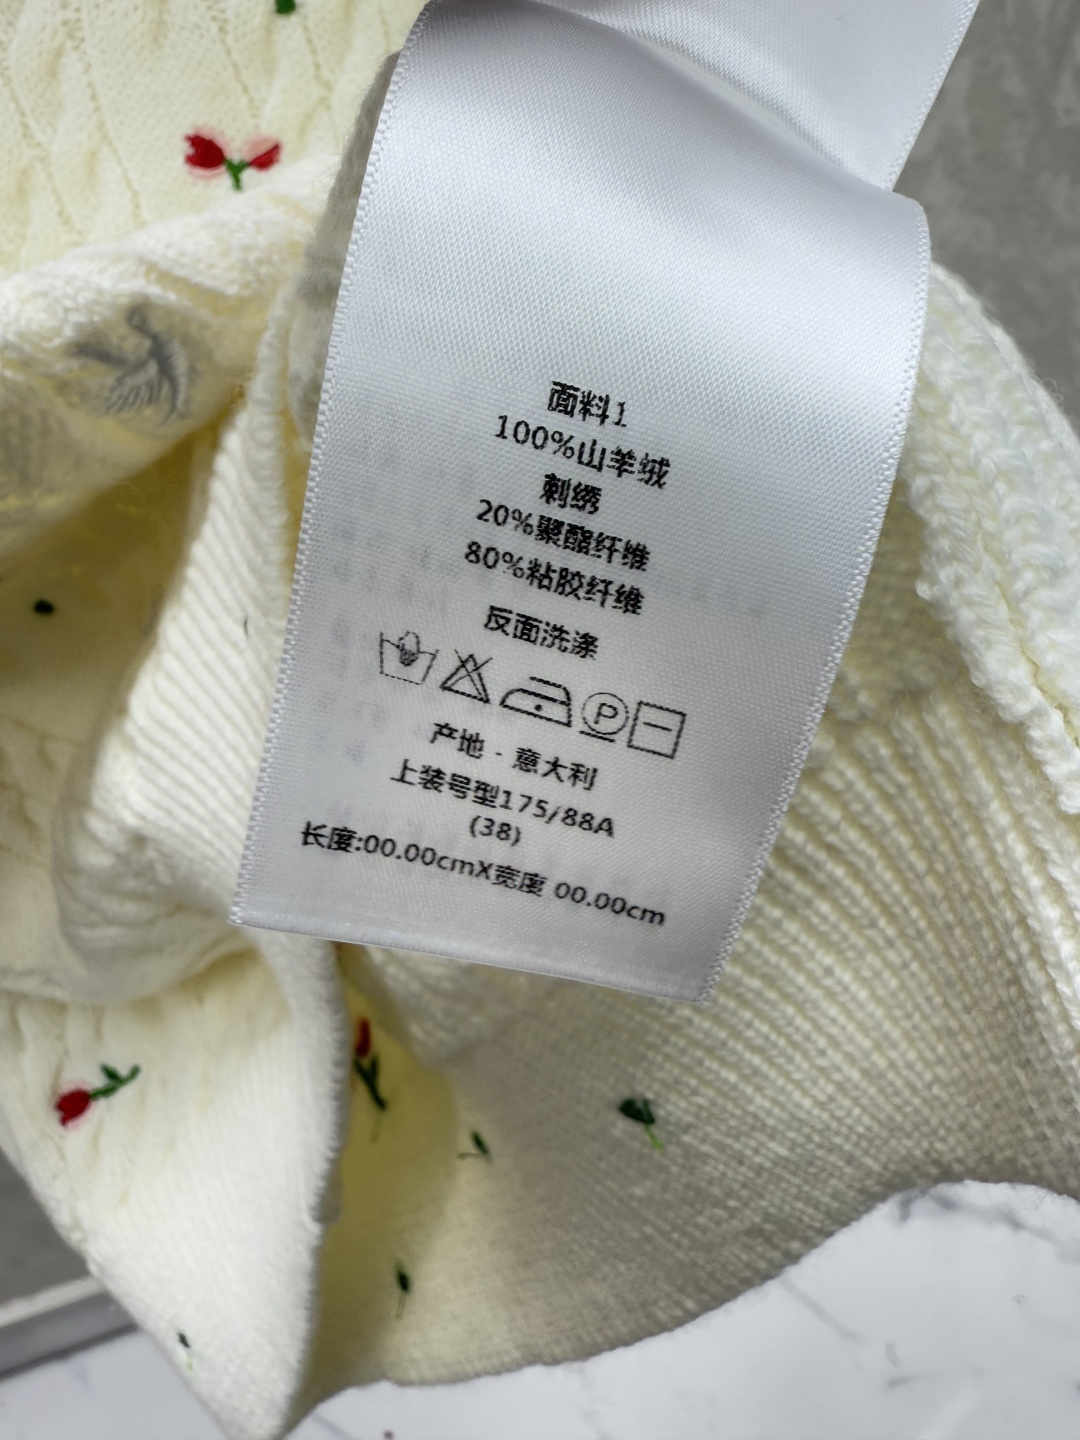 面料1
100%山羊绒
刺绣
20%聚酯纤维
80%粘胶纤维
反面洗涤
P
产地 - 意大利
上装号型175/88A
(38)
长度:00.00cmX宽度 00.00cm